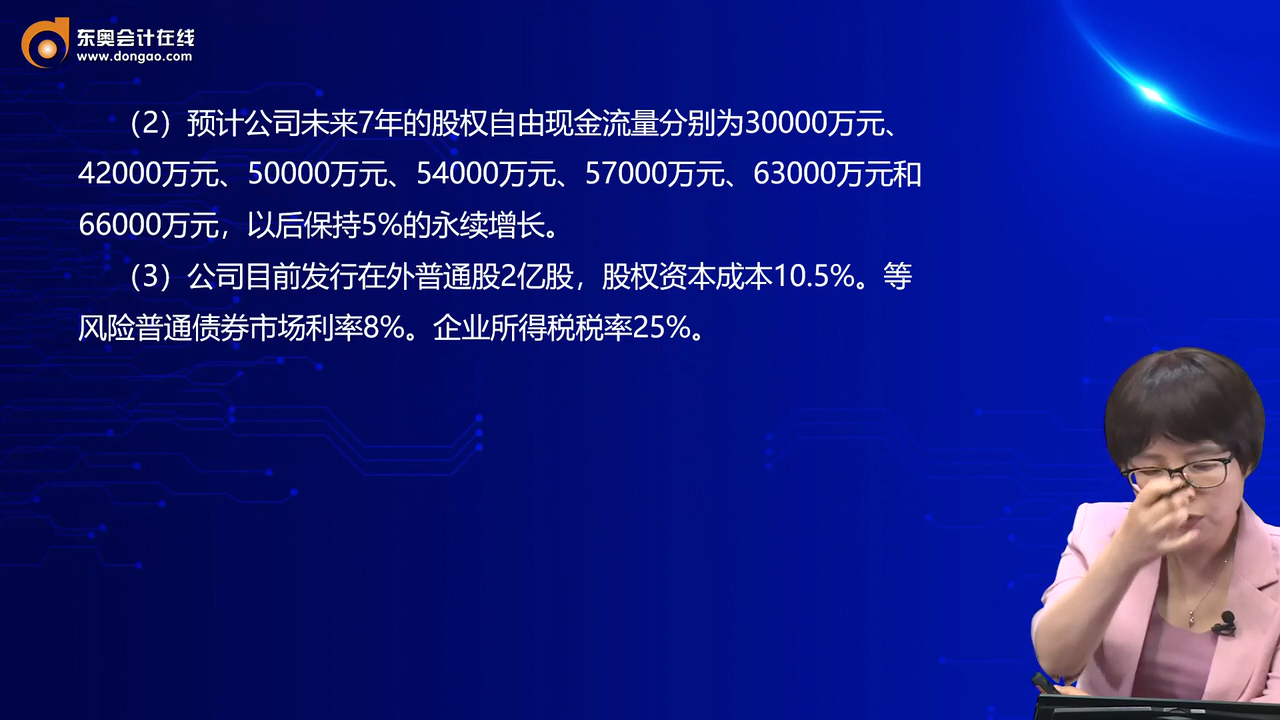 东奥会计在线
www.dongao.com
（2）预计公司未来7年的股权自由现金流量分别为30000万元、
42000万元、50000万元、54000万元、57000万元、63000万元和
66000万元，以后保持5%的永续增长。
（3）公司目前发行在外普通股2亿股，股权资本成本10.5%。等
风险普通债券市场利率8%。企业所得税税率25%。